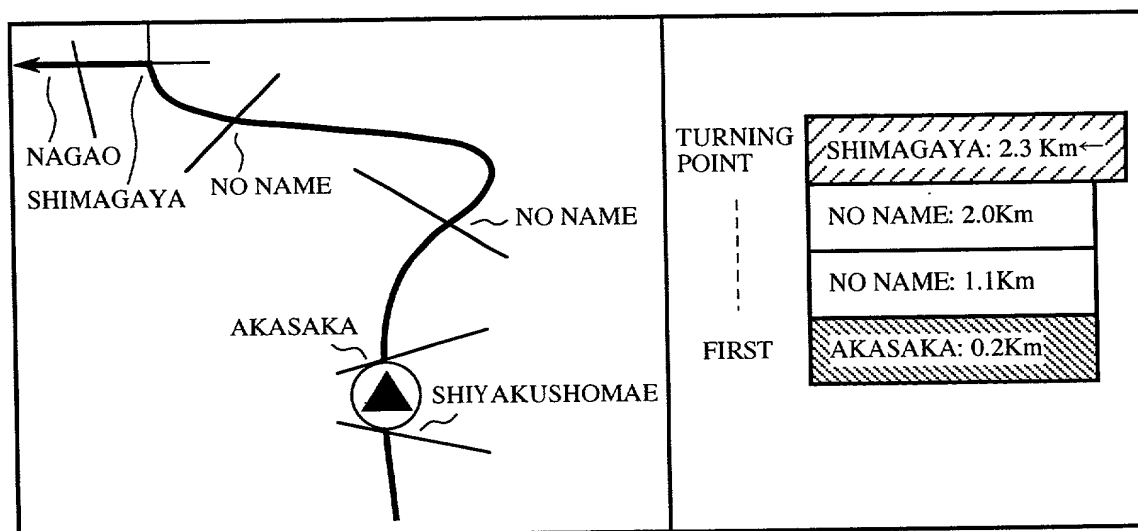 NAGAO
SHIMAGAYA
NO NAME
NO NAME
AKASAKA
SHIYAKUSHOMAE
TURNING
POINT
FIRST
SHIMAGAYA: 2.3 Km←
NO NAME: 2.0Km
NO NAME: 1.1Km
AKASAKA: 0.2Km